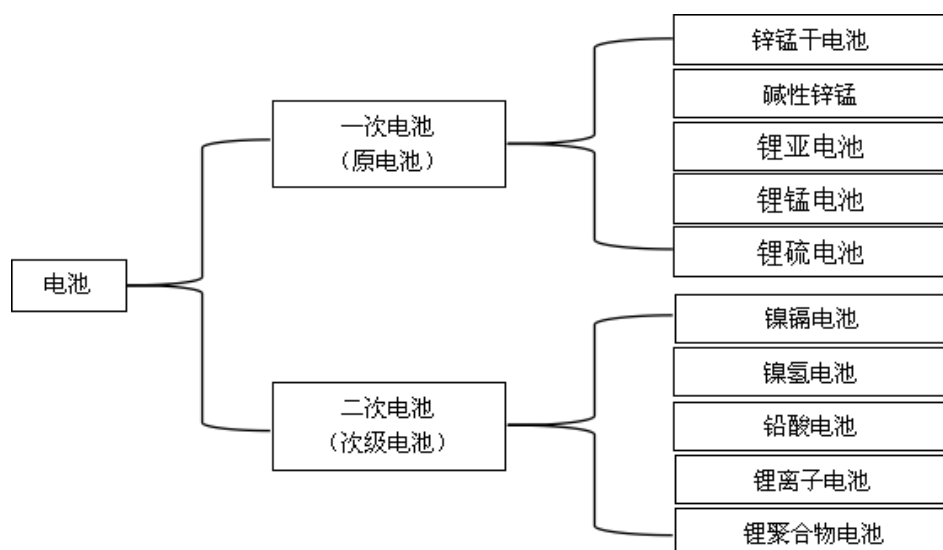 电池
一次电池
（原电池）
锌锰干电池
碱性锌锰
锂亚电池
锂锰电池
锂硫电池
二次电池
（次级电池）
镍镉电池
镍氢电池
铅酸电池
锂离子电池
锂聚合物电池